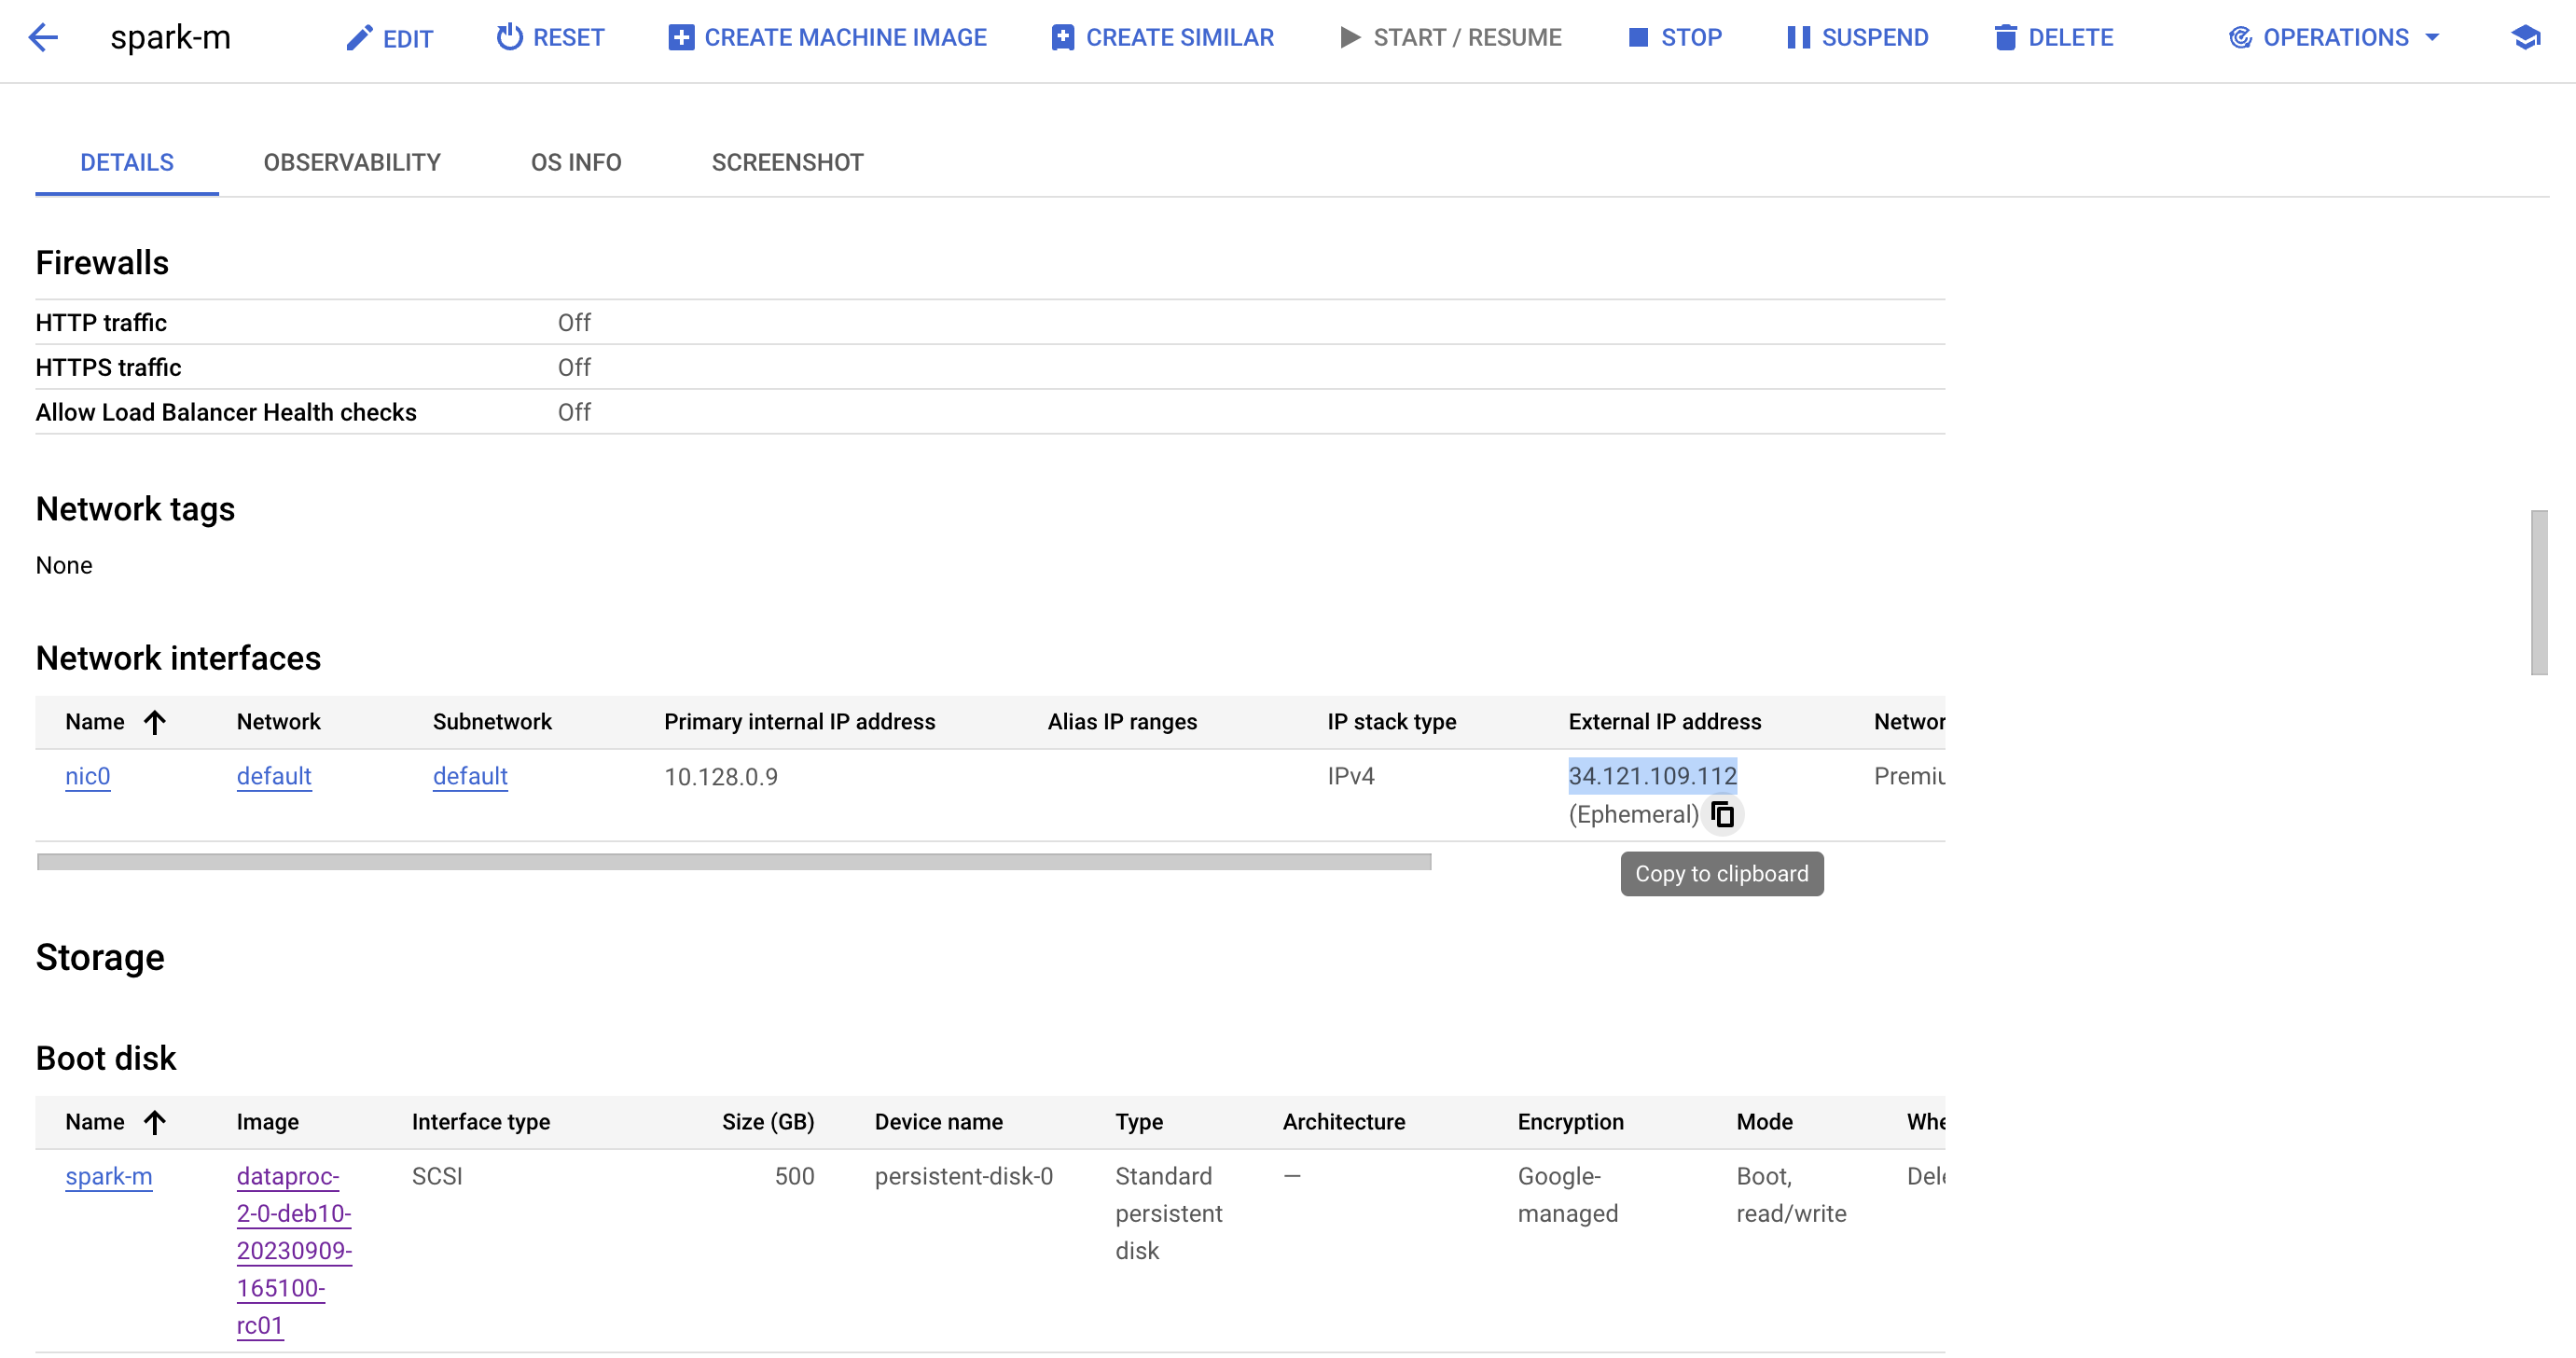 spark-m EDIT RESET CREATE MACHINE IMAGE CREATE SIMILAR START / RESUME STOP SUSPEND DELETE OPERATIONS
DETAILS OBSERVABILITY OS INFO SCREENSHOT
Firewalls
HTTP traffic Off
HTTPS traffic Off
Allow Load Balancer Health checks Off
Network tags
None
Network interfaces
Name Network Subnetwork Primary internal IP address Alias IP ranges IP stack type External IP address Networ
nic0 default default 10.128.0.9 IPv4 34.121.109.112 Premiu
(Ephemeral)
Copy to clipboard
Storage
Boot disk
Name Image Interface type Size (GB) Device name Type Architecture Encryption Mode Whe
spark-m dataproc- SCSI 500 persistent-disk-0 Standard — Google- Boot, Dele
2-0-deb10- persistent managed read/write
20230909- disk
165100-
rc01